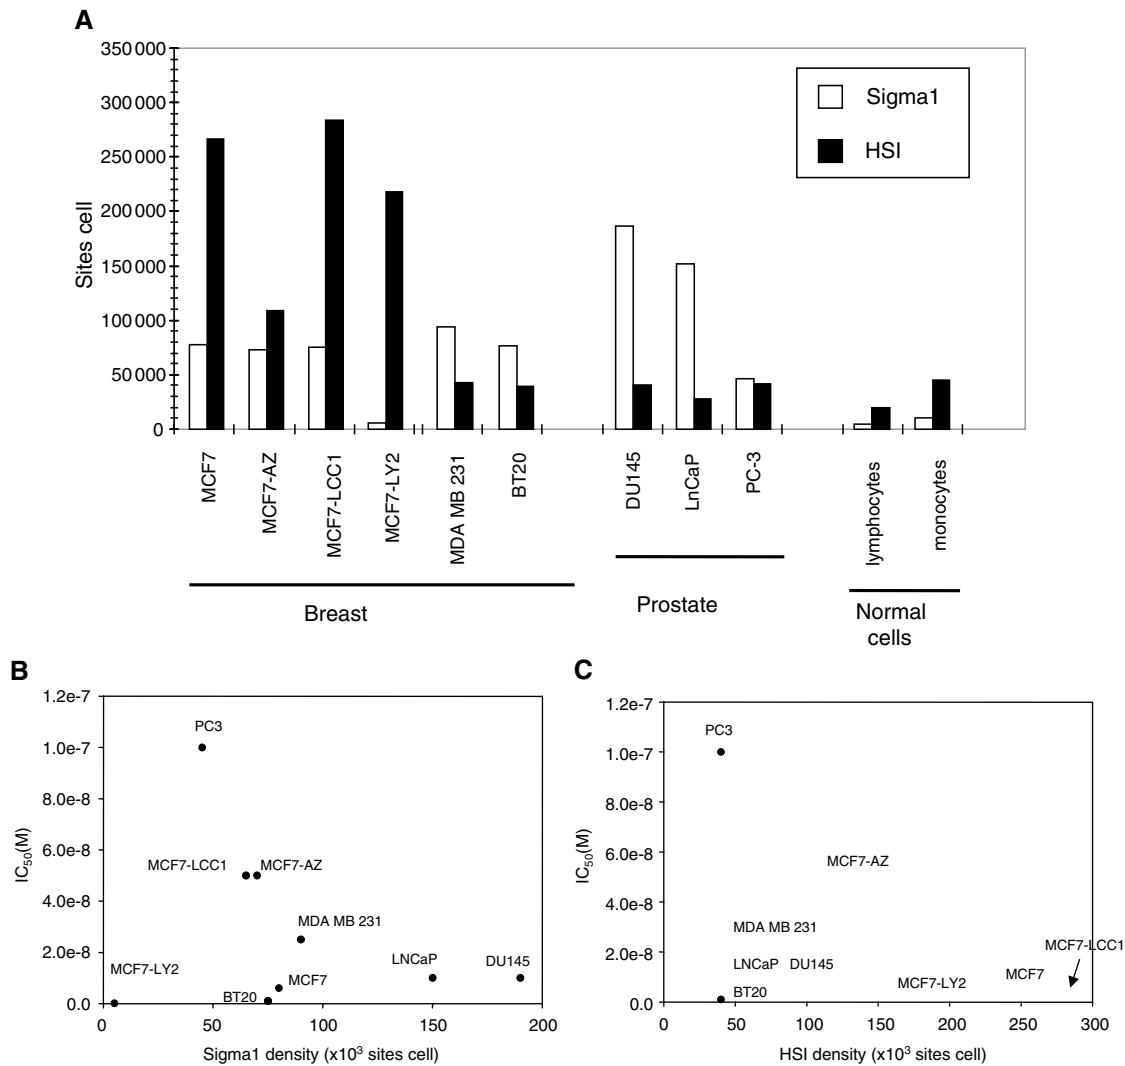 A
350 000
300 000
250 000
200 000
150 000
100 000
50 000
0
Sites cell
Sigma1
HSI
MCF7
MCF7-AZ
MCF7-LCC1
MCF7-LY2
MDA MB 231
BT20
DU145
LnCaP
PC-3
lymphocytes
monocytes
Breast
Prostate
Normal
cells
B
1.2e-7
1.0e-7
8.0e-8
6.0e-8
4.0e-8
2.0e-8
0.0
IC50(M)
PC3
MCF7-LCC1
MCF7-AZ
MDA MB 231
LNCaP
DU145
MCF7-LY2
MCF7
BT20
0
50
100
150
200
Sigma1 density (x10³ sites cell)
C
1.2e-7
1.0e-7
8.0e-8
6.0e-8
4.0e-8
2.0e-8
0.0
IC50(M)
PC3
MCF7-AZ
MDA MB 231
MCF7-LCC1
LNCaP
DU145
MCF7
MCF7-LY2
BT20
0
50
100
150
200
250
300
HSI density (x10³ sites cell)